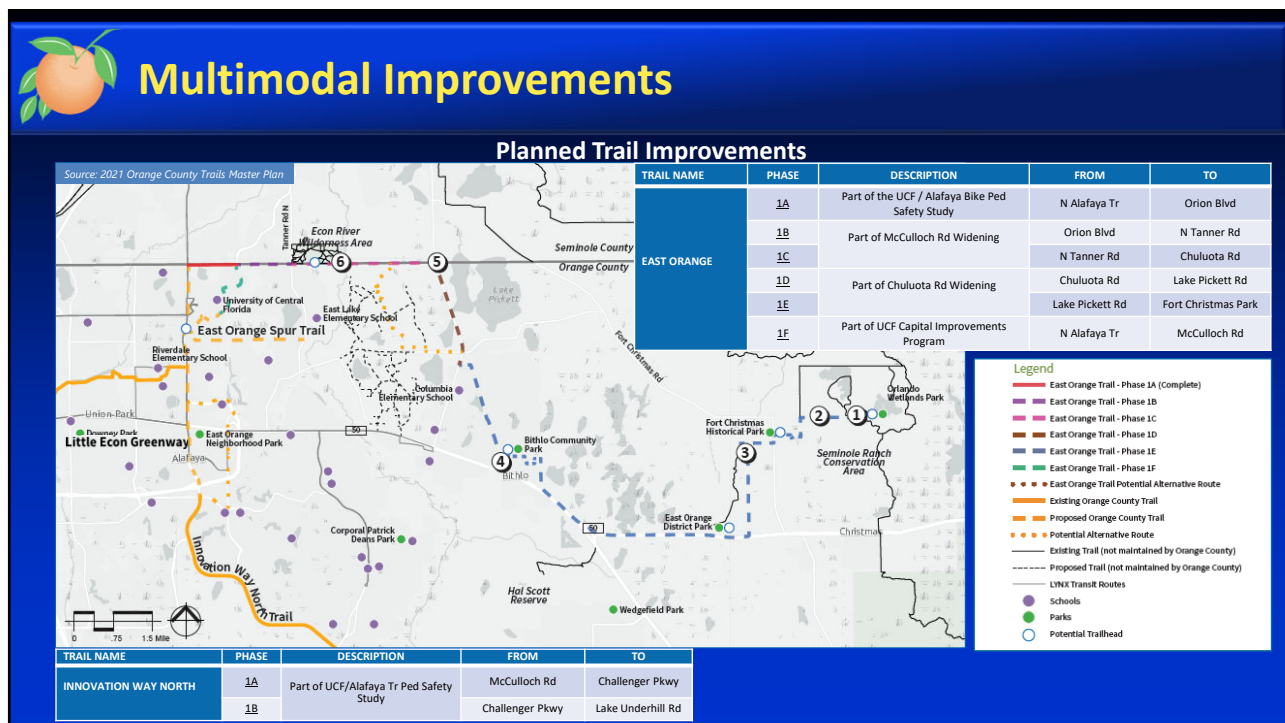 Multimodal Improvements
Planned Trail Improvements
Source: 2021 Orange County Trails Master Plan
TRAIL NAME PHASE DESCRIPTION FROM TO
EAST ORANGE
1A Part of the UCF / Alafaya Bike Ped Safety Study N Alafaya Tr Orion Blvd
1B Part of McCulloch Rd Widening Orion Blvd N Tanner Rd
1C N Tanner Rd Chuluota Rd
1D Part of Chuluota Rd Widening Chuluota Rd Lake Pickett Rd
1E Lake Pickett Rd Fort Christmas Park
1F Part of UCF Capital Improvements Program N Alafaya Tr McCulloch Rd
Tanner Rd N
Econ River
Wilderness Area
6
5
Seminole County
Orange County
Lake
Pickett
University of Central
Florida
East Lake
Elementary School
East Orange Spur Trail
Riverdale
Elementary School
Fort Christmas Rd
Columbia
Elementary School
Union Park
Downey Park
Little Econ Greenway
East Orange
Neighborhood Park
Alafaya
50
Bithlo Community
Park
4
Bithlo
Fort Christmas
Historical Park
2
1
Orlando
Wetlands Park
3
Seminole Ranch
Conservation
Area
East Orange
District Park
50
Christmas
Corporal Patrick
Deans Park
Innovation Way North Trail
Hal Scott
Reserve
Wedgefield Park
0 .75 1.5 Mile
Legend
East Orange Trail - Phase 1A (Complete)
East Orange Trail - Phase 1B
East Orange Trail - Phase 1C
East Orange Trail - Phase 1D
East Orange Trail - Phase 1E
East Orange Trail - Phase 1F
East Orange Trail Potential Alternative Route
Existing Orange County Trail
Proposed Orange County Trail
Potential Alternative Route
Existing Trail (not maintained by Orange County)
Proposed Trail (not maintained by Orange County)
LYNX Transit Routes
Schools
Parks
Potential Trailhead
TRAIL NAME PHASE DESCRIPTION FROM TO
INNOVATION WAY NORTH
1A Part of UCF/Alafaya Tr Ped Safety Study McCulloch Rd Challenger Pkwy
1B Challenger Pkwy Lake Underhill Rd